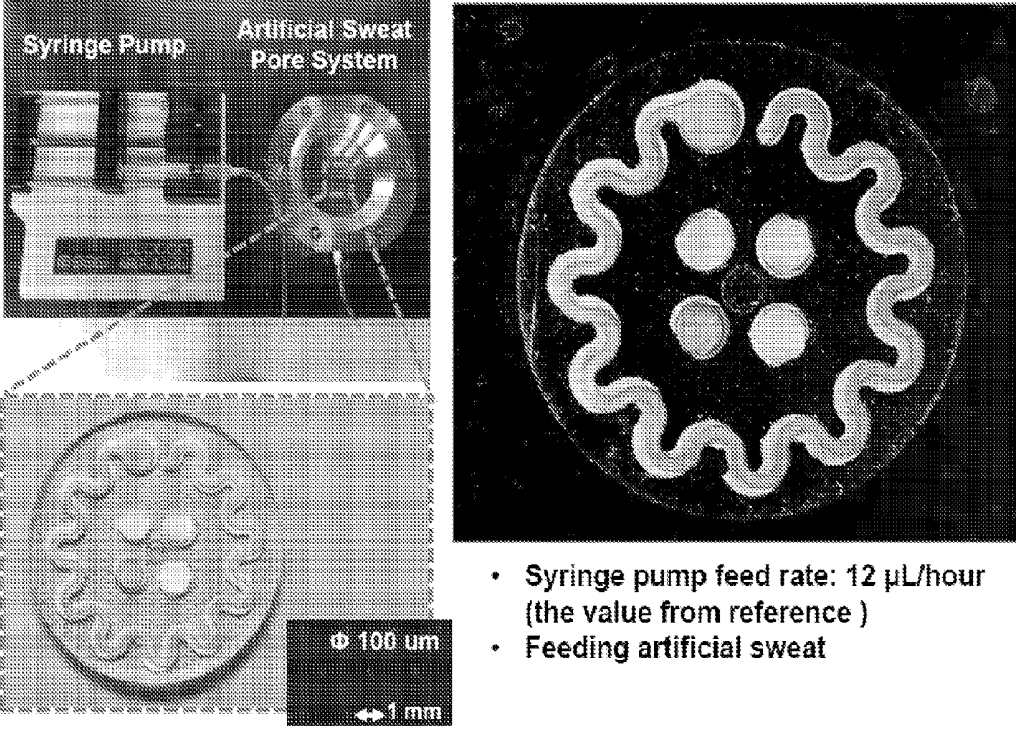 Syringe Pump
Artificial Sweat
Pore System
Φ 100 um
1 mm
• Syringe pump feed rate: 12 µL/hour
(the value from reference )
• Feeding artificial sweat